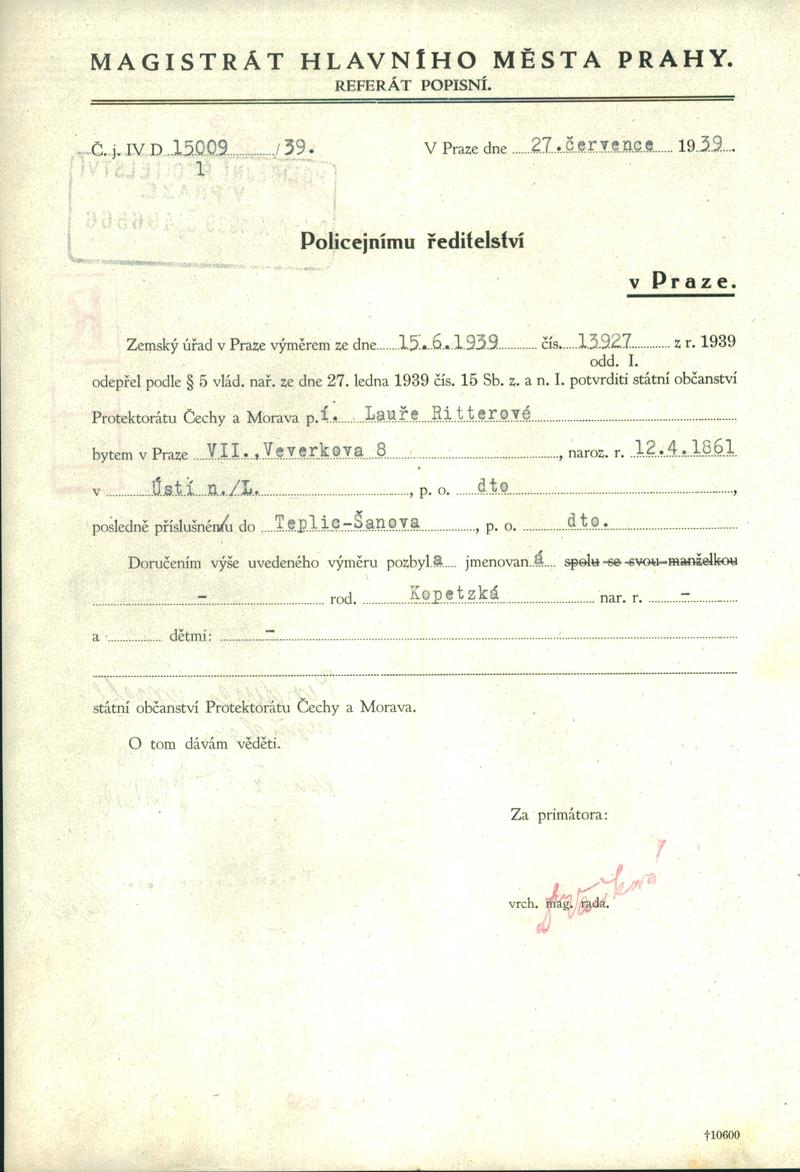 MAGISTRÁT HLAVNÍHO MĚSTA PRAHY.
REFERÁT POPISNÍ.
Č. j. IV D 15009 /39. V Praze dne 27.července 1939.
1
Policejnímu ředitelství
v Praze.
Zemský úřad v Praze výměrem ze dne 15.6.1939 čís. 13927 z r. 1939
odd. I.
odepřel podle § 5 vlád. nař. ze dne 27. ledna 1939 čís. 15 Sb. z. a n. I. potvrditi státní občanství
Protektorátu Čechy a Morava p.í. Lauře Ritterové
bytem v Praze VII.,Veverkova 8, naroz. r. 12.4.1861
v Ústí n./L., p. o. dto,
posledně příslušném/u do Teplic-Šanova, p. o. dto.
Doručením výše uvedeného výměru pozbyla jmenovaná spolu se svou manželkou
- rod. Kopetzká nar. r. -
a dětmi: -
státní občanství Protektorátu Čechy a Morava.
O tom dávám věděti.
Za primátora:
vrch. mag. rada.
†10600